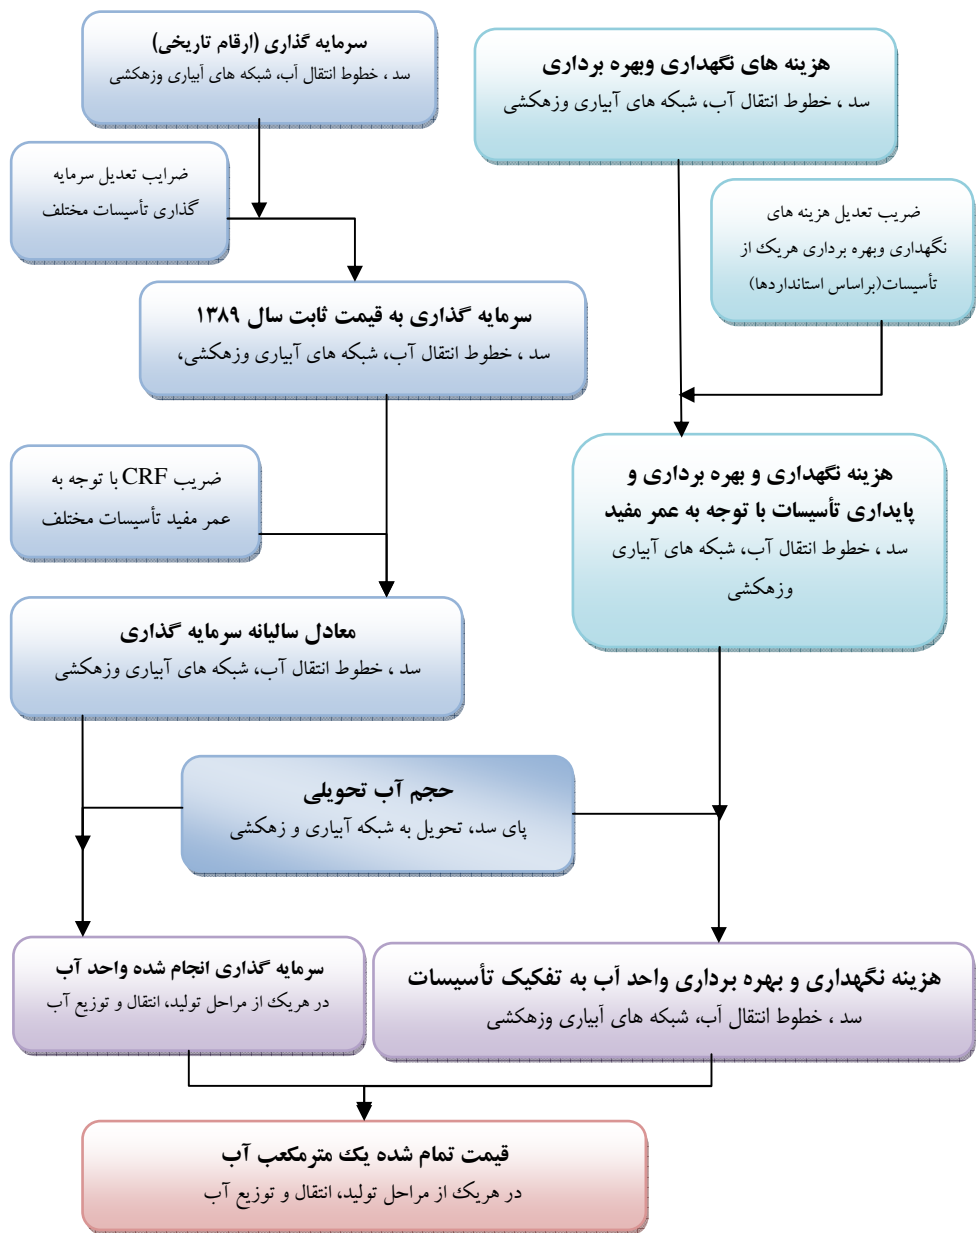 سرمایه گذاری (ارقام تاریخی)
سد ، خطوط انتقال آب، شبکه های آبیاری وزهکشی
هزینه های نگهداری وبهره برداری
سد ، خطوط انتقال آب، شبکه های آبیاری وزهکشی
ضرایب تعدیل سرمایه
گذاری تأسیسات مختلف
ضریب تعدیل هزینه های
نگهداری وبهره برداری هریک از
تأسیسات(براساس استانداردها)
سرمایه گذاری به قیمت ثابت سال ۱۳۸۹
سد ، خطوط انتقال آب، شبکه های آبیاری وزهکشی،
ضریب CRF با توجه به
عمر مفید تأسیسات مختلف
هزینه نگهداری و بهره برداری و
پایداری تأسیسات با توجه به عمر مفید
سد ، خطوط انتقال آب، شبکه های آبیاری
وزهکشی
معادل سالیانه سرمایه گذاری
سد ، خطوط انتقال آب، شبکه های آبیاری وزهکشی
حجم آب تحویلی
پای سد، تحویل به شبکه آبیاری و زهکشی
سرمایه گذاری انجام شده واحد آب
در هریک از مراحل تولید، انتقال و توزیع آب
هزینه نگهداری و بهره برداری واحد آب به تفکیک تأسیسات
سد ، خطوط انتقال آب، شبکه های آبیاری وزهکشی
قیمت تمام شده یک مترمکعب آب
در هریک از مراحل تولید، انتقال و توزیع آب